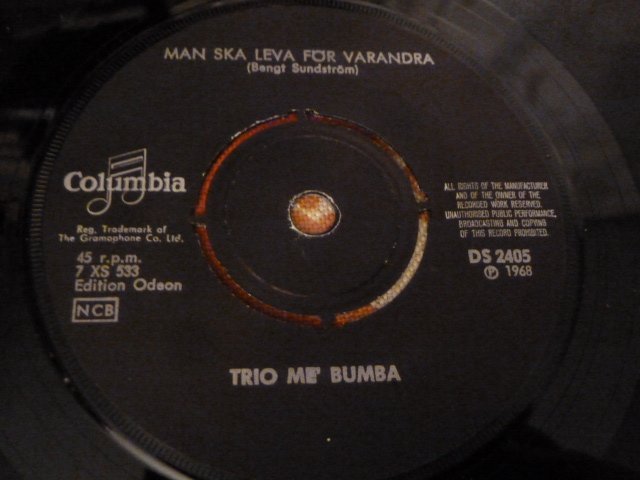 MAN SKA LEVA FÖR VARANDRA
(Bengt Sundström)
Columbia
Reg. Trademark of
The Gramophone Co. Ltd.
45 r.p.m.
7 XS 533
Edition Odeon
NCB
ALL RIGHTS OF THE MANUFACTURER
AND OF THE OWNER OF THE
RECORDED WORK RESERVED.
UNAUTHORISED PUBLIC PERFORMANCE,
BROADCASTING AND COPYING
OF THIS RECORD PROHIBITED.
DS 2405
℗ 1968
TRIO ME' BUMBA